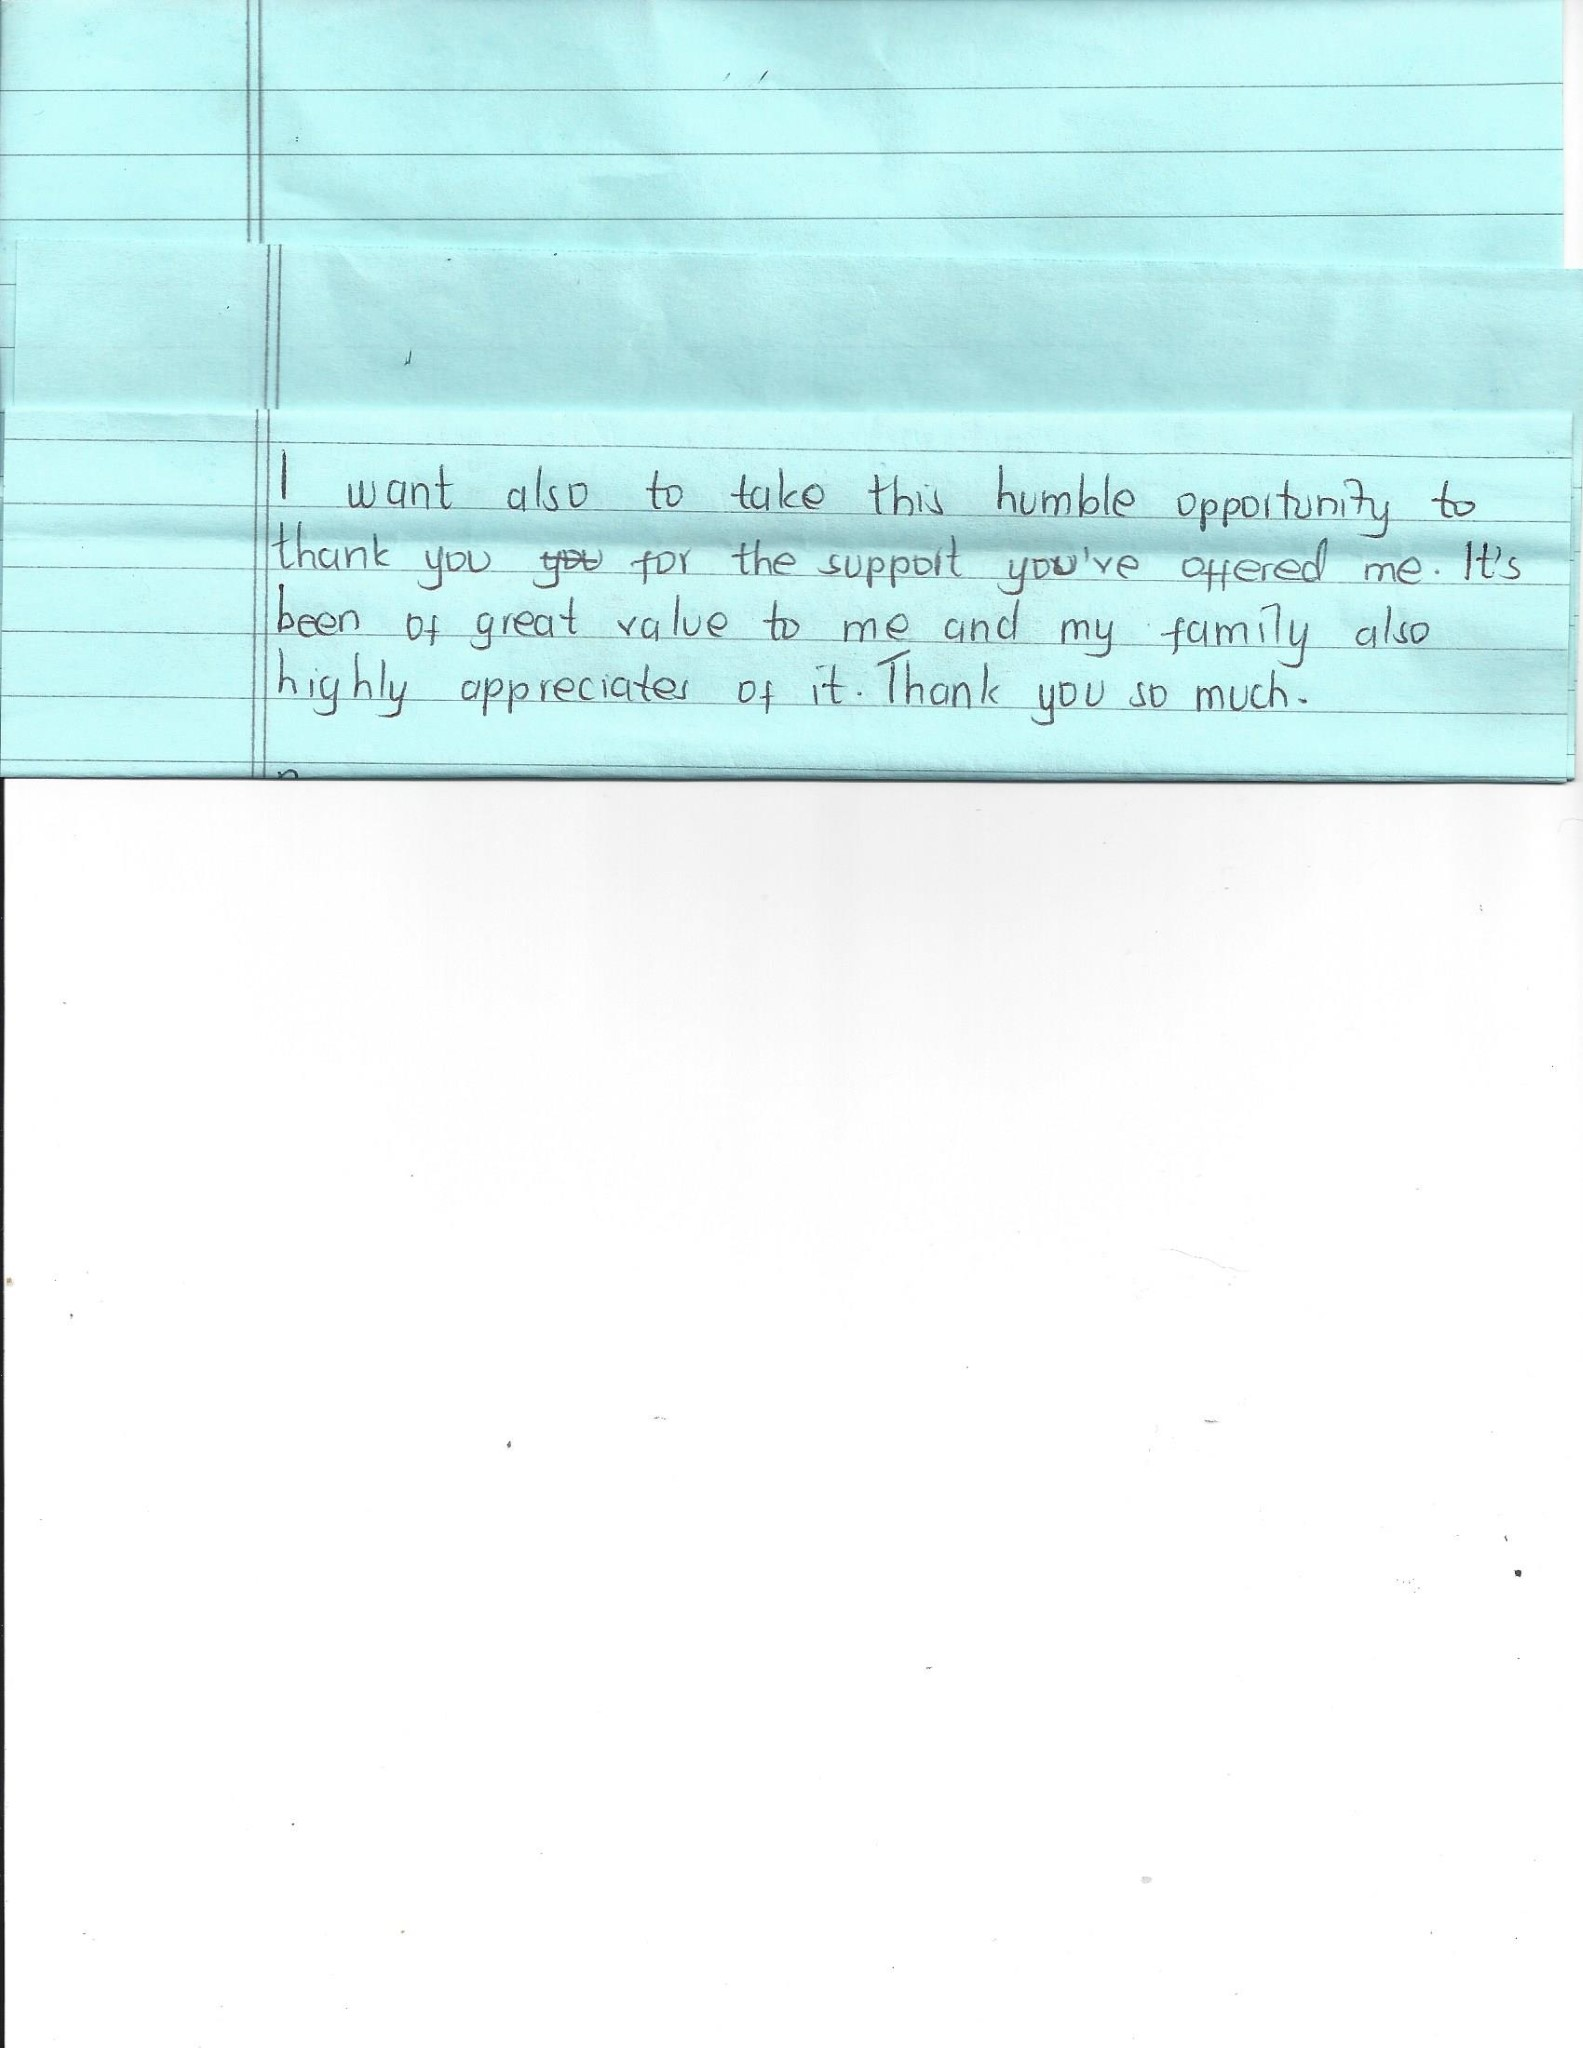 I want also to take this humble opportunity to
thank you you for the support you've offered me. It's
been of great value to me and my family also
highly appreciates of it. Thank you so much.